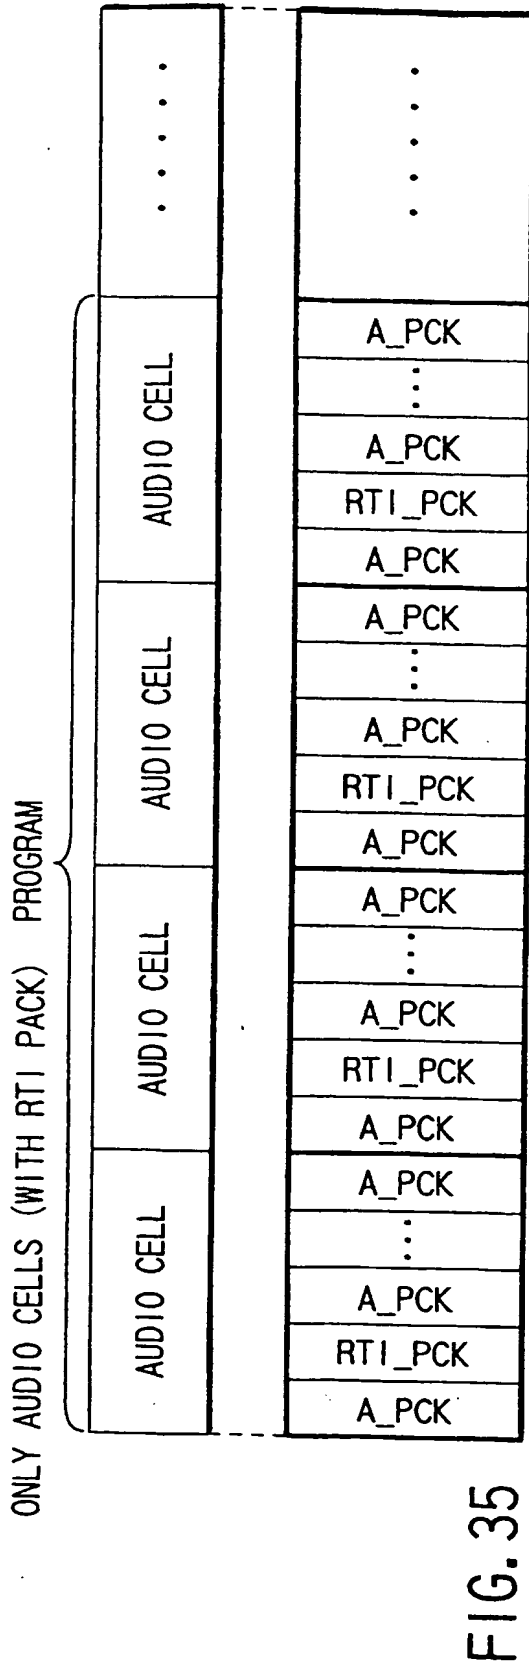 ONLY AUDIO CELLS (WITH RTI PACK) PROGRAM
AUDIO CELL
AUDIO CELL
AUDIO CELL
AUDIO CELL
.....
A_PCK
RTI_PCK
A_PCK
...
A_PCK
A_PCK
RTI_PCK
A_PCK
...
A_PCK
A_PCK
RTI_PCK
A_PCK
...
A_PCK
A_PCK
RTI_PCK
A_PCK
...
A_PCK
.....
FIG. 35